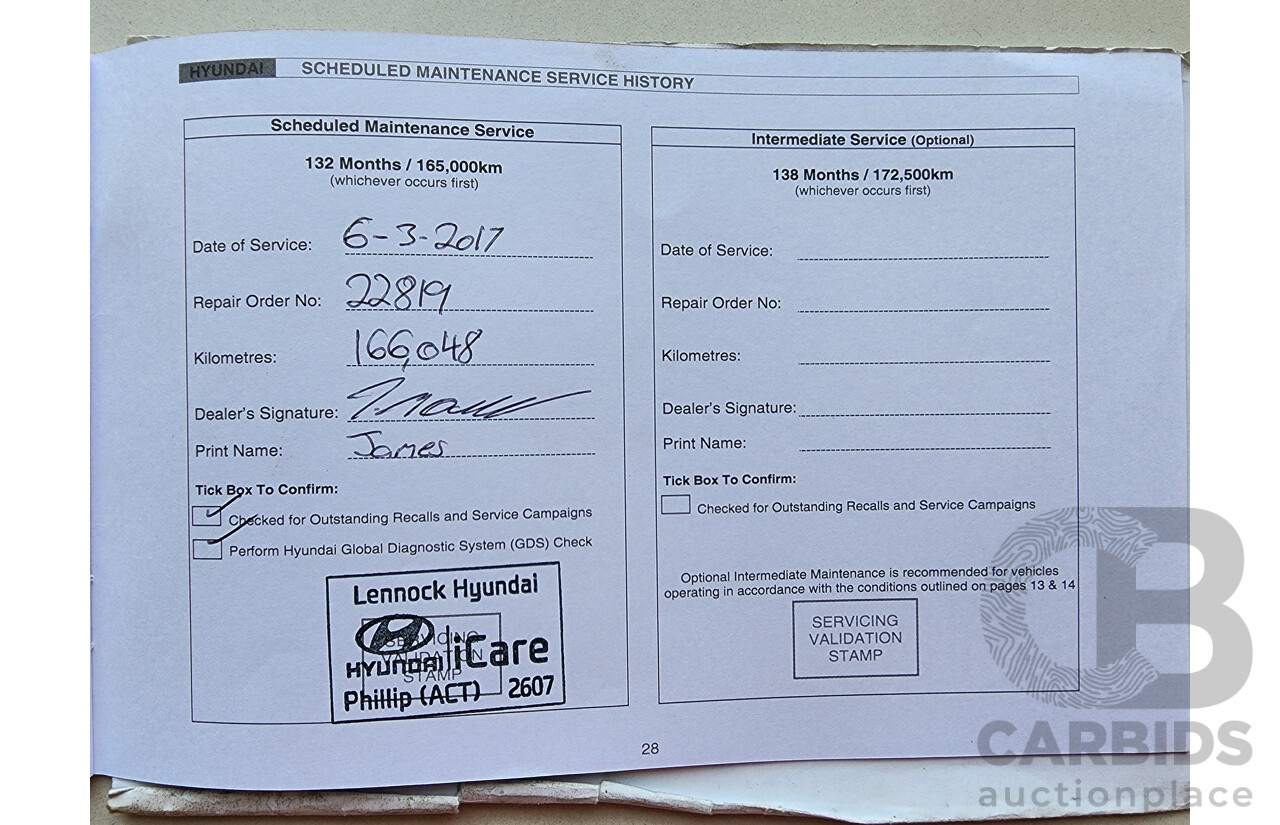 HYUNDAI SCHEDULED MAINTENANCE SERVICE HISTORY
Scheduled Maintenance Service
132 Months / 165,000km
(whichever occurs first)
Date of Service: 6-3-2017
Repair Order No: 22819
Kilometres: 166,048
Dealer's Signature:
Print Name: James
Tick Box To Confirm:
Checked for Outstanding Recalls and Service Campaigns
Perform Hyundai Global Diagnostic System (GDS) Check
Lennock Hyundai
HYUNDAI iCare
Phillip (ACT) 2607
SERVICING
VALIDATION
STAMP
Intermediate Service (Optional)
138 Months / 172,500km
(whichever occurs first)
Date of Service:
Repair Order No:
Kilometres:
Dealer's Signature:
Print Name:
Tick Box To Confirm:
Checked for Outstanding Recalls and Service Campaigns
Optional Intermediate Maintenance is recommended for vehicles
operating in accordance with the conditions outlined on pages 13 & 14
SERVICING
VALIDATION
STAMP
28
CB
CARBIDS
auctionplace